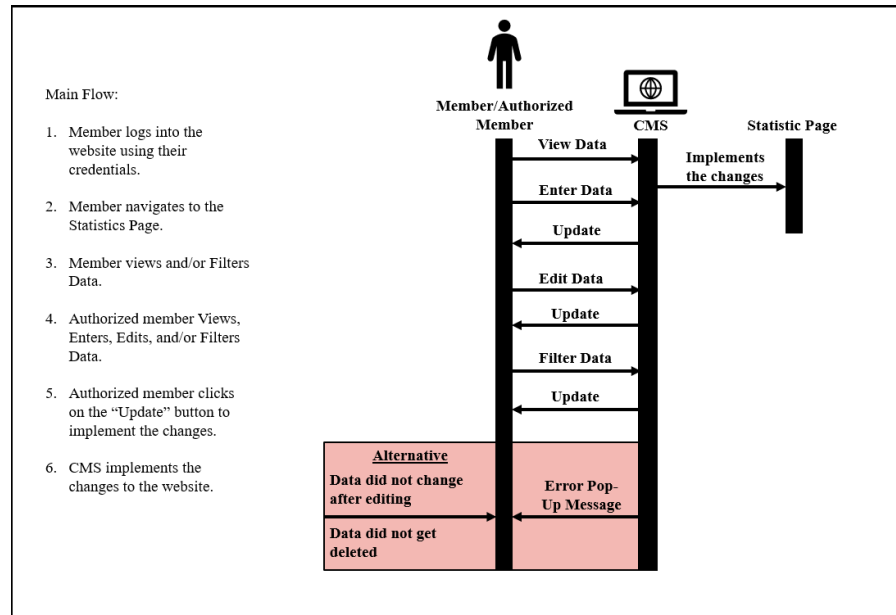 Main Flow:
1. Member logs into the
website using their
credentials.
2. Member navigates to the
Statistics Page.
3. Member views and/or Filters
Data.
4. Authorized member Views,
Enters, Edits, and/or Filters
Data.
5. Authorized member clicks
on the “Update” button to
implement the changes.
6. CMS implements the
changes to the website.
Member/Authorized
Member
CMS
Statistic Page
View Data
Implements
the changes
Enter Data
Update
Edit Data
Update
Filter Data
Update
Alternative
Data did not change
after editing
Error Pop-
Up Message
Data did not get
deleted